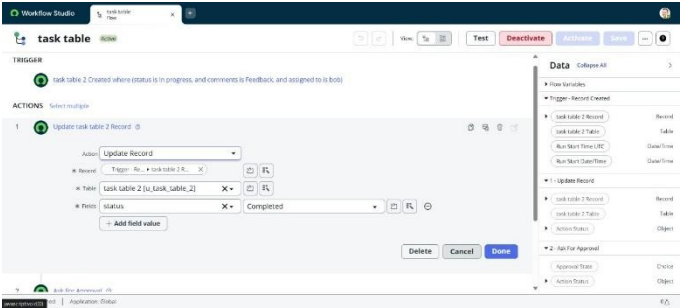 Workflow Studio
task table
Flow
task table Active
View:
Test
Deactivate
Activate
Save
TRIGGER
task table 2 Created where (status is In progress, and comments is Feedback, and assigned to is bob)
ACTIONS Select multiple
1 Update task table 2 Record
Action Update Record
* Record Trigger - Re... ▸ task table 2 R... X
* Table task table 2 [u_task_table_2]
* Fields status Completed
+ Add field value
Delete Cancel Done
2 Ask For Approval
Application: Global
Data Collapse All
Flow Variables
Trigger - Record Created
task table 2 Record Record
task table 2 Table Table
Run Start Time UTC Date/Time
Run Start Date/Time Date/Time
1 - Update Record
task table 2 Record Record
task table 2 Table Table
Action Status Object
2 - Ask For Approval
Approval State Choice
Action Status Object